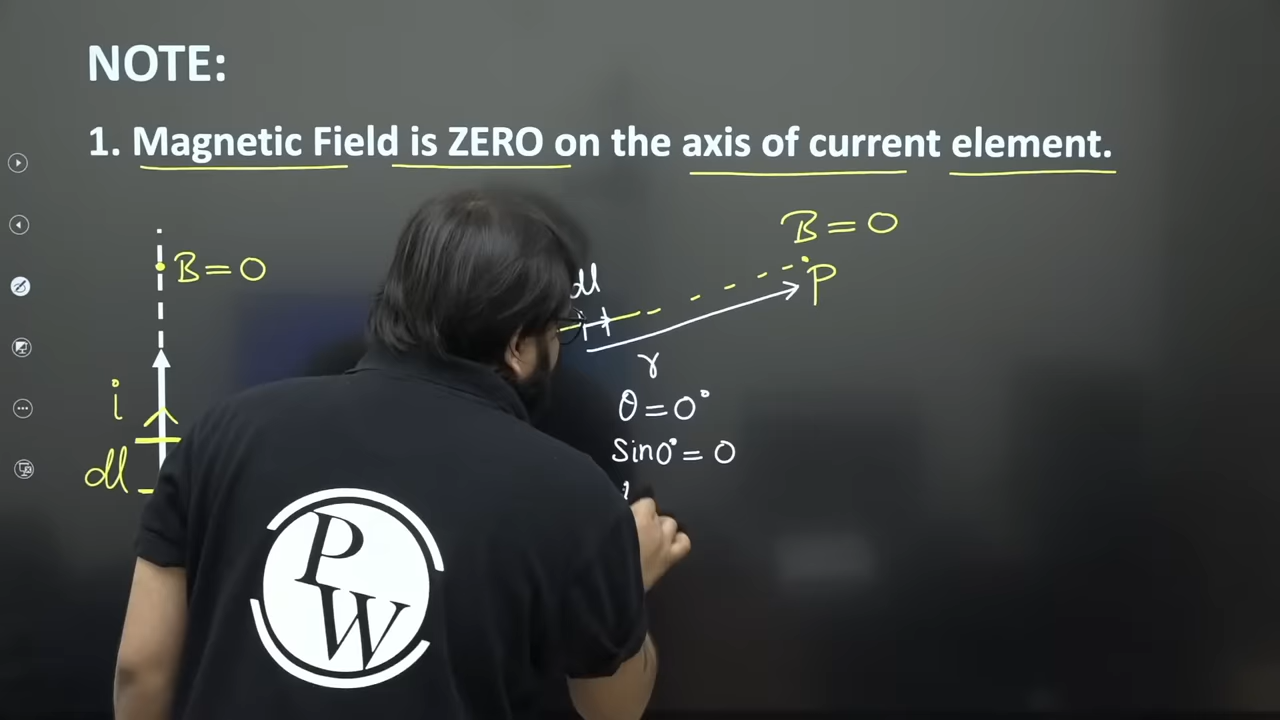 NOTE:
1. Magnetic Field is ZERO on the axis of current element.
B = 0
i
dl
dl
B = 0
P
r
θ = 0°
sin0° = 0
PW